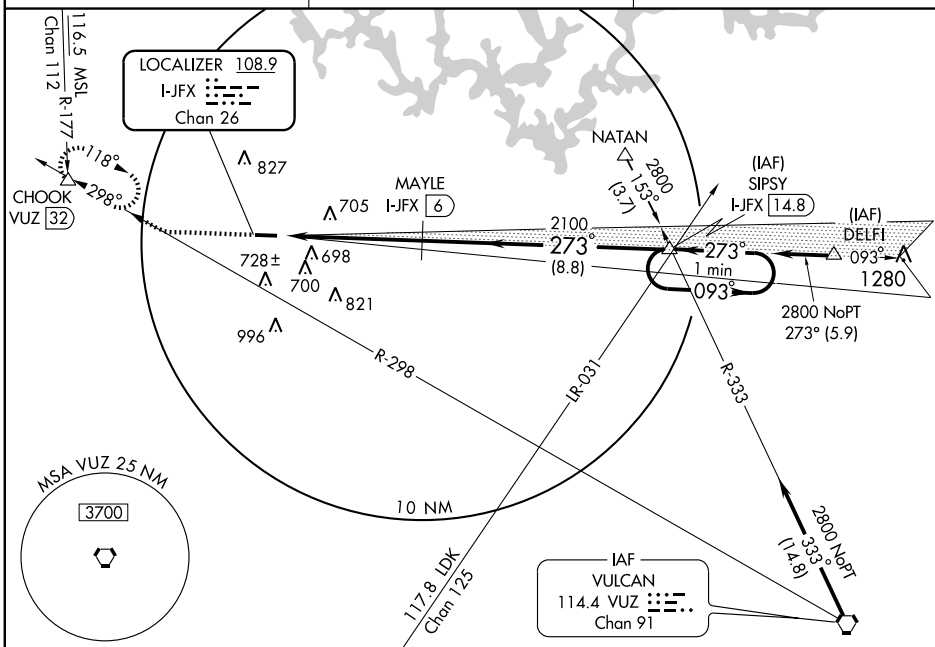 116.5 MSL
Chan 112
R-177
LOCALIZER 108.9
I-JFX
Chan 26
118°
298°
CHOOK
VUZ 32
827
705
698
728±
700
821
996
MAYLE
I-JFX 6
NATAN
2800
153°
(3.7)
(IAF)
SIPSY
I-JFX 14.8
(IAF)
DELFI
2100
273°
(8.8)
273°
1 min
093°
093°
1280
2800 NoPT
273° (5.9)
R-298
LR-031
R-333
10 NM
MSA VUZ 25 NM
3700
117.8 LDK
Chan 125
2800 NoPT
333°
(14.8)
IAF
VULCAN
114.4 VUZ
Chan 91